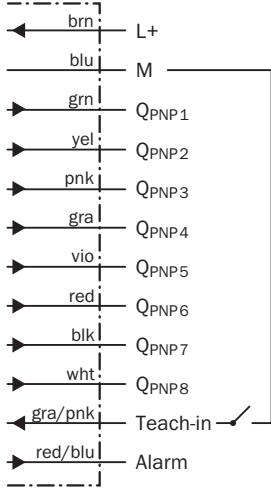 brn L+
blu M
grn QPNP1
yel QPNP2
pnk QPNP3
gra QPNP4
vio QPNP5
red QPNP6
blk QPNP7
wht QPNP8
gra/pnk Teach-in
red/blu Alarm